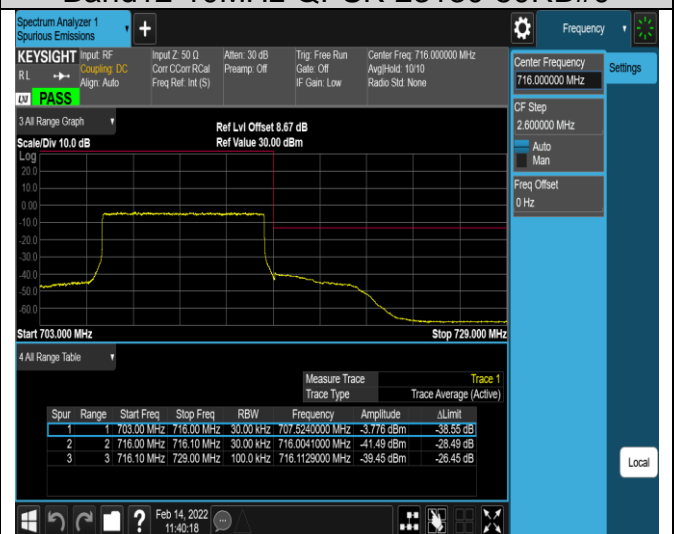 Spectrum Analyzer 1
Spurious Emissions
Frequency
KEYSIGHT Input: RF Input Z: 50 Ω Atten: 30 dB Trig: Free Run Center Freq: 716.000000 MHz
RL Coupling: DC Corr CCorr RCal Preamp: Off Gate: Off Avg|Hold: 10/10
Align: Auto Freq Ref: Int (S) IF Gain: Low Radio Std: None
LXI PASS
Center Frequency
716.000000 MHz
Settings
CF Step
2.600000 MHz
Auto
Man
Freq Offset
0 Hz
3 All Range Graph
Ref Lvl Offset 8.67 dB
Scale/Div 10.0 dB Ref Value 30.00 dBm
Log
20.0
10.0
0.00
-10.0
-20.0
-30.0
-40.0
-50.0
-60.0
Start 703.000 MHz Stop 729.000 MHz
4 All Range Table
Measure Trace Trace 1
Trace Type Trace Average (Active)
Spur Range Start Freq Stop Freq RBW Frequency Amplitude ΔLimit
1 1 703.00 MHz 716.00 MHz 30.00 kHz 707.5240000 MHz -3.776 dBm -38.55 dB
2 2 716.00 MHz 716.10 MHz 30.00 kHz 716.0041000 MHz -41.49 dBm -28.49 dB
3 3 716.10 MHz 729.00 MHz 100.0 kHz 716.1129000 MHz -39.45 dBm -26.45 dB
Local
Feb 14, 2022
11:40:18